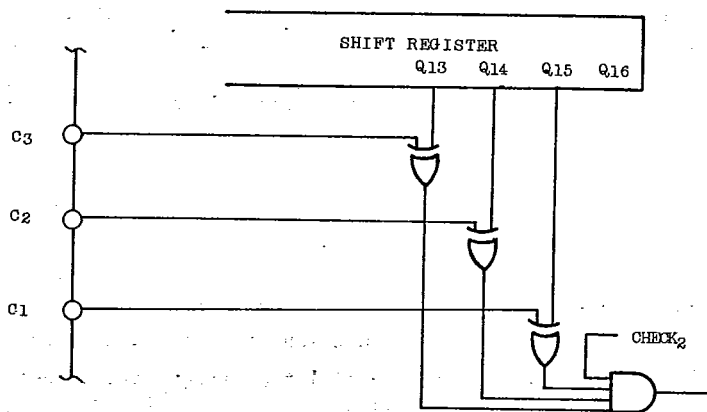 SHIFT REGISTER
Q13 Q14 Q15 Q16
C3
C2
C1
CHECK₂